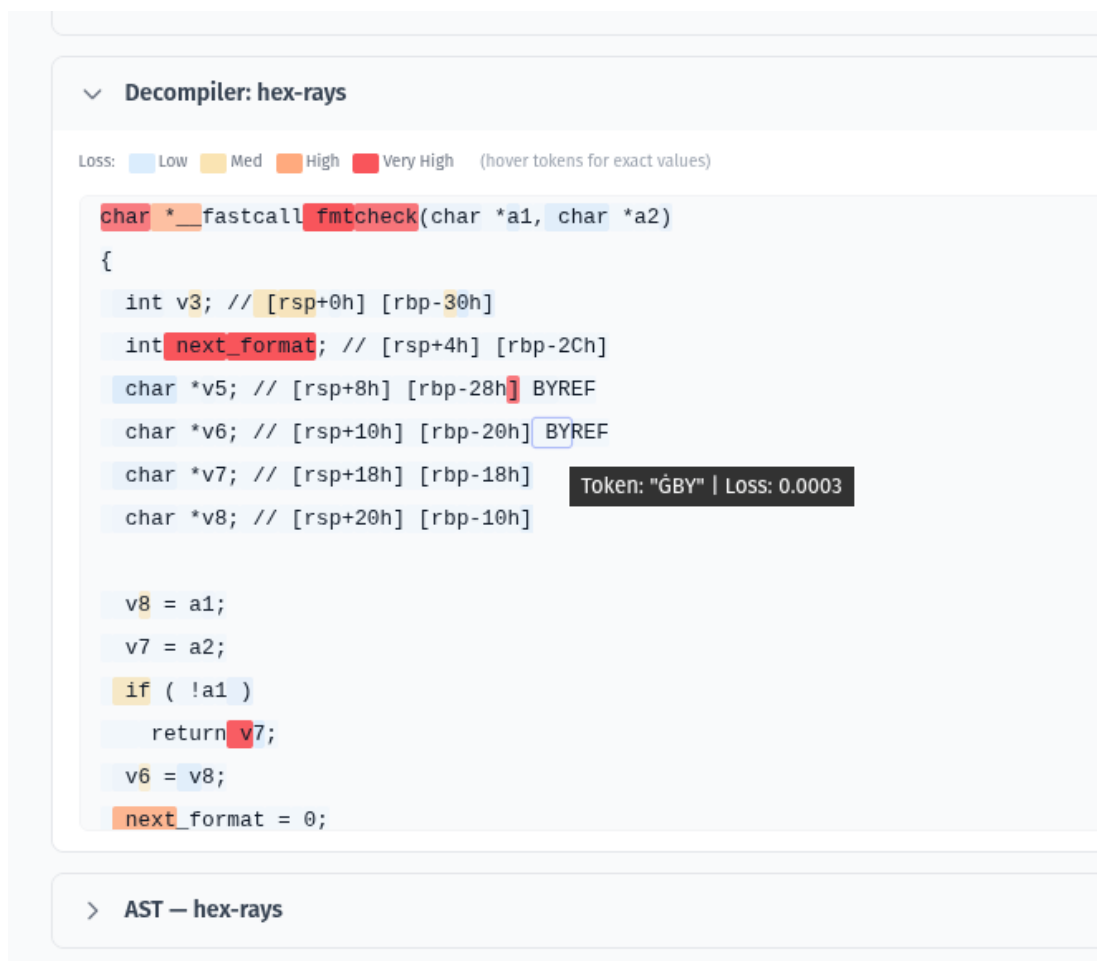 Decompiler: hex-rays
Loss: Low Med High Very High (hover tokens for exact values)
char *__fastcall fmtcheck(char *a1, char *a2)
{
  int v3; // [rsp+0h] [rbp-30h]
  int next_format; // [rsp+4h] [rbp-2Ch]
  char *v5; // [rsp+8h] [rbp-28h] BYREF
  char *v6; // [rsp+10h] [rbp-20h] BYREF
  char *v7; // [rsp+18h] [rbp-18h]
Token: "ĠBY" | Loss: 0.0003
  char *v8; // [rsp+20h] [rbp-10h]
  v8 = a1;
  v7 = a2;
  if ( !a1 )
    return v7;
  v6 = v8;
  next_format = 0;
AST — hex-rays